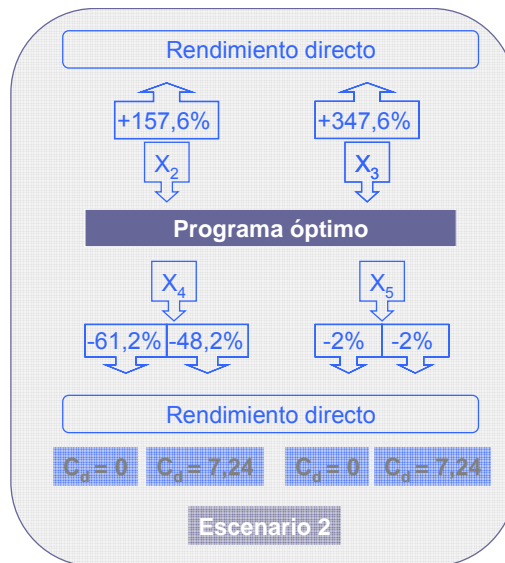 Rendimiento directo
+157,6% +347,6%
X2 X3
Programa óptimo
X4 X5
-61,2% -48,2% -2% -2%
Rendimiento directo
Cd = 0 Cd = 7,24 Cd = 0 Cd = 7,24
Escenario 2